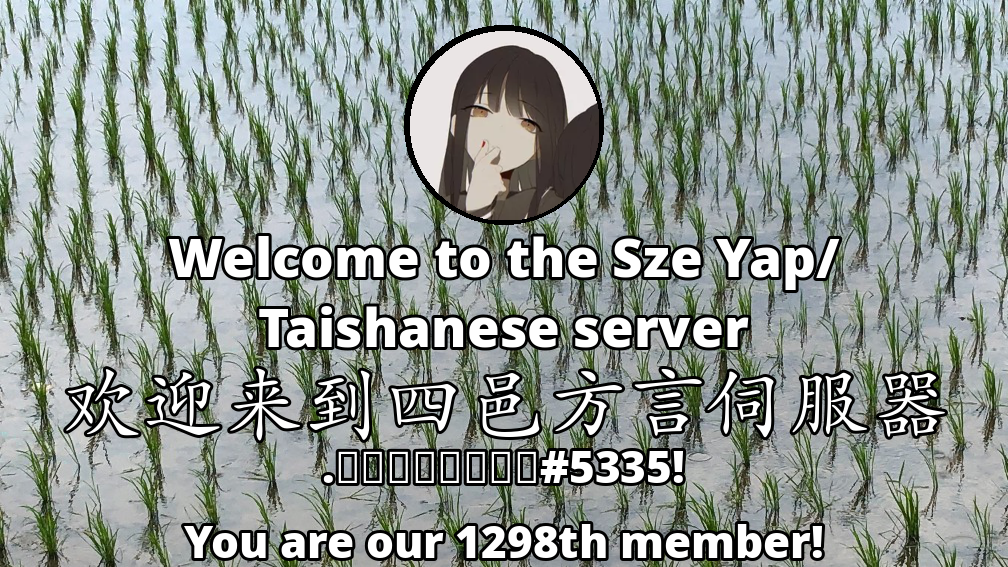 Welcome to the Sze Yap/
Taishanese server
欢迎来到四邑方言伺服器
.#5335!
You are our 1298th member!